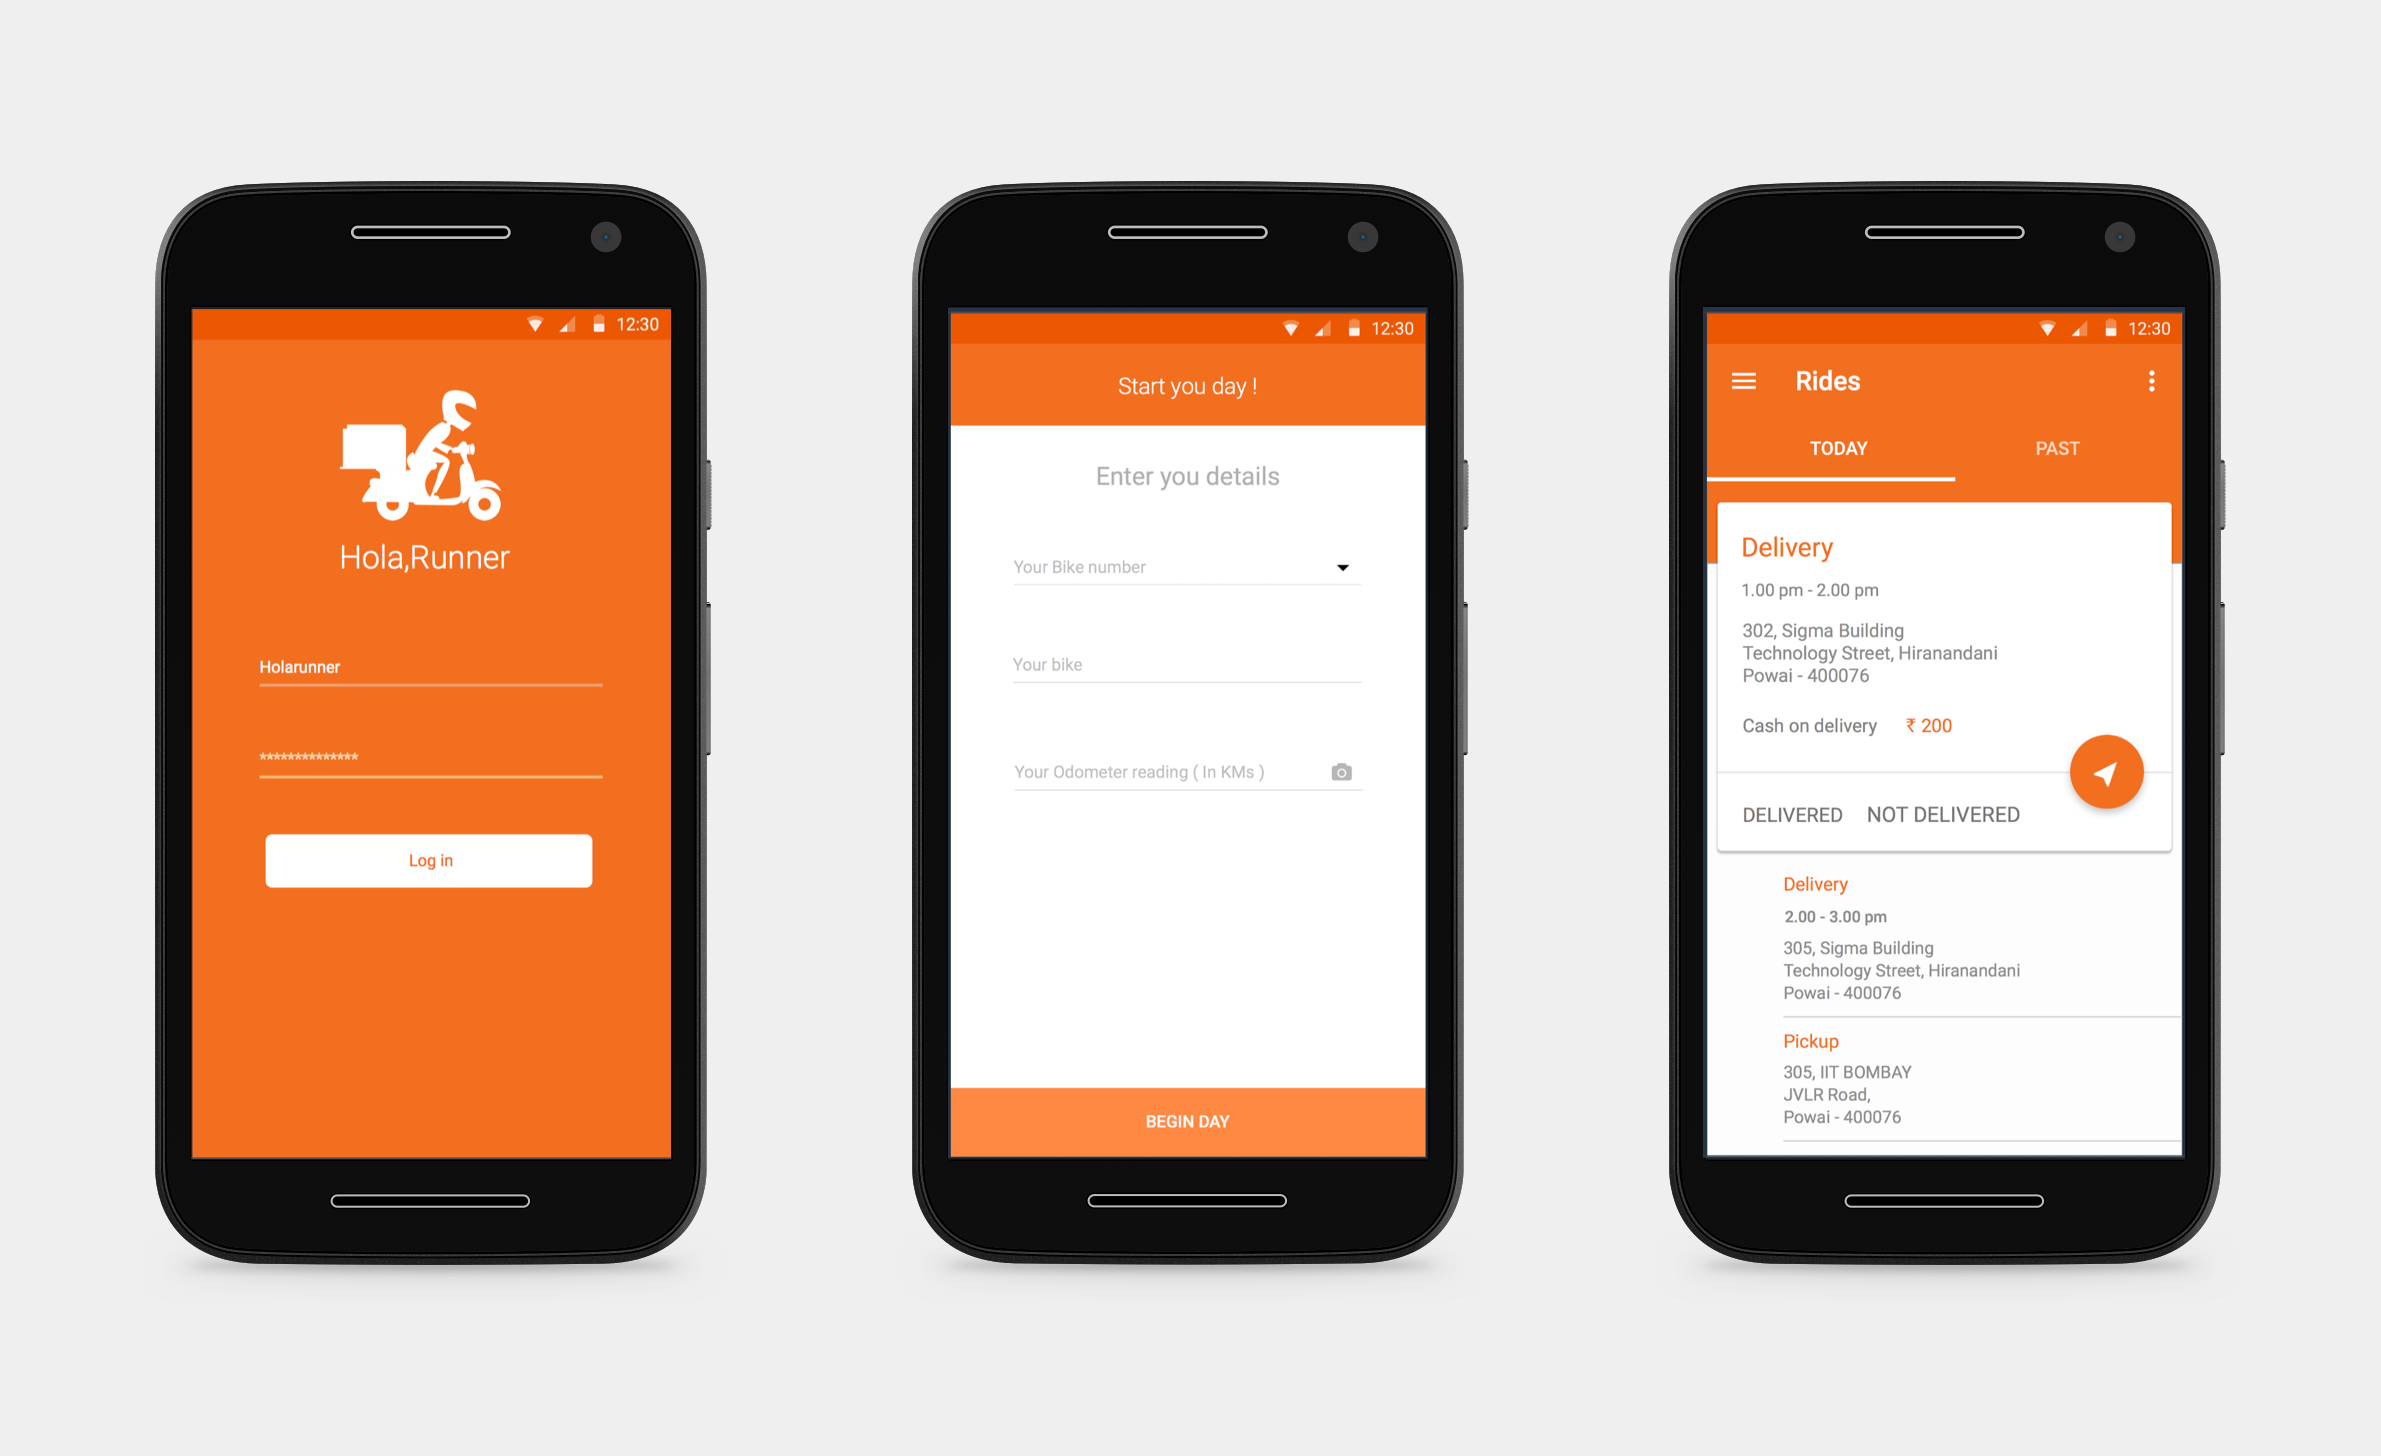 12:30
Hola,Runner
Holarunner
**************
Log in
12:30
Start you day !
Enter you details
Your Bike number
Your bike
Your Odometer reading ( In KMs )
BEGIN DAY
12:30
Rides
TODAY PAST
Delivery
1.00 pm - 2.00 pm
302, Sigma Building
Technology Street, Hiranandani
Powai - 400076
Cash on delivery ₹ 200
DELIVERED NOT DELIVERED
Delivery
2.00 - 3.00 pm
305, Sigma Building
Technology Street, Hiranandani
Powai - 400076
Pickup
305, IIT BOMBAY
JVLR Road,
Powai - 400076